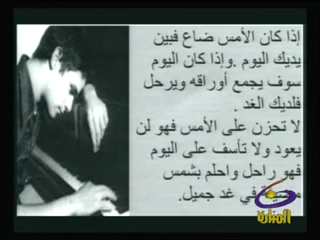 إذا كان الأمس ضاع فبين
يديك اليوم .وإذا كان اليوم
سوف يجمع أوراقه ويرحل
فلديك الغد .
لا تحزن على الأمس فهو لن
يعود ولا تأسف على اليوم
فهو راحل واحلم بشمس
في غد جميل.
المنارة